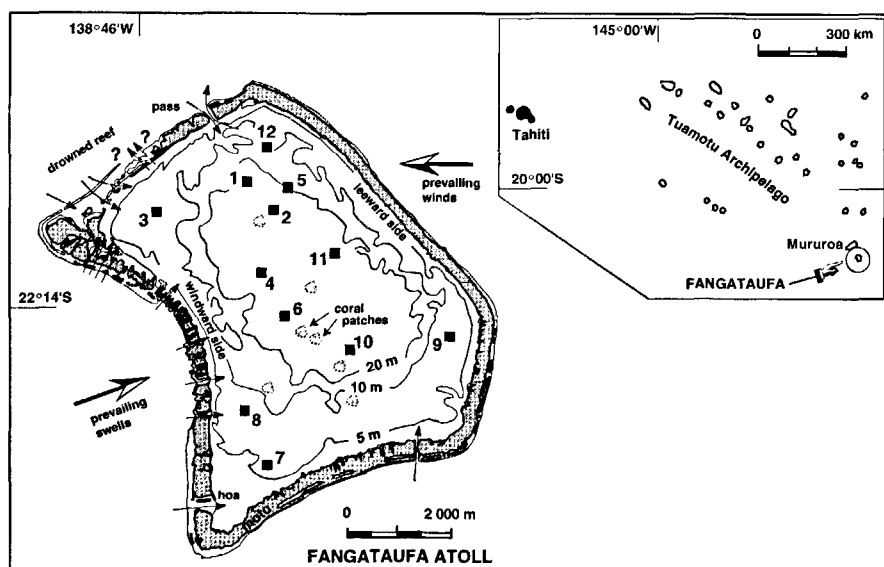 138°46'W
pass
drowned reef
? ?
12
1
5
2
3
leeward side
prevailing
winds
11
4
22°14'S
windward side
6
coral
patches
9
10
20 m
10 m
prevailing
swells
8
5 m
7
hoa
motu
0 2 000 m
FANGATAUFA ATOLL
145°00'W
0 300 km
Tahiti
Tuamotu Archipelago
20°00'S
Mururoa
FANGATAUFA